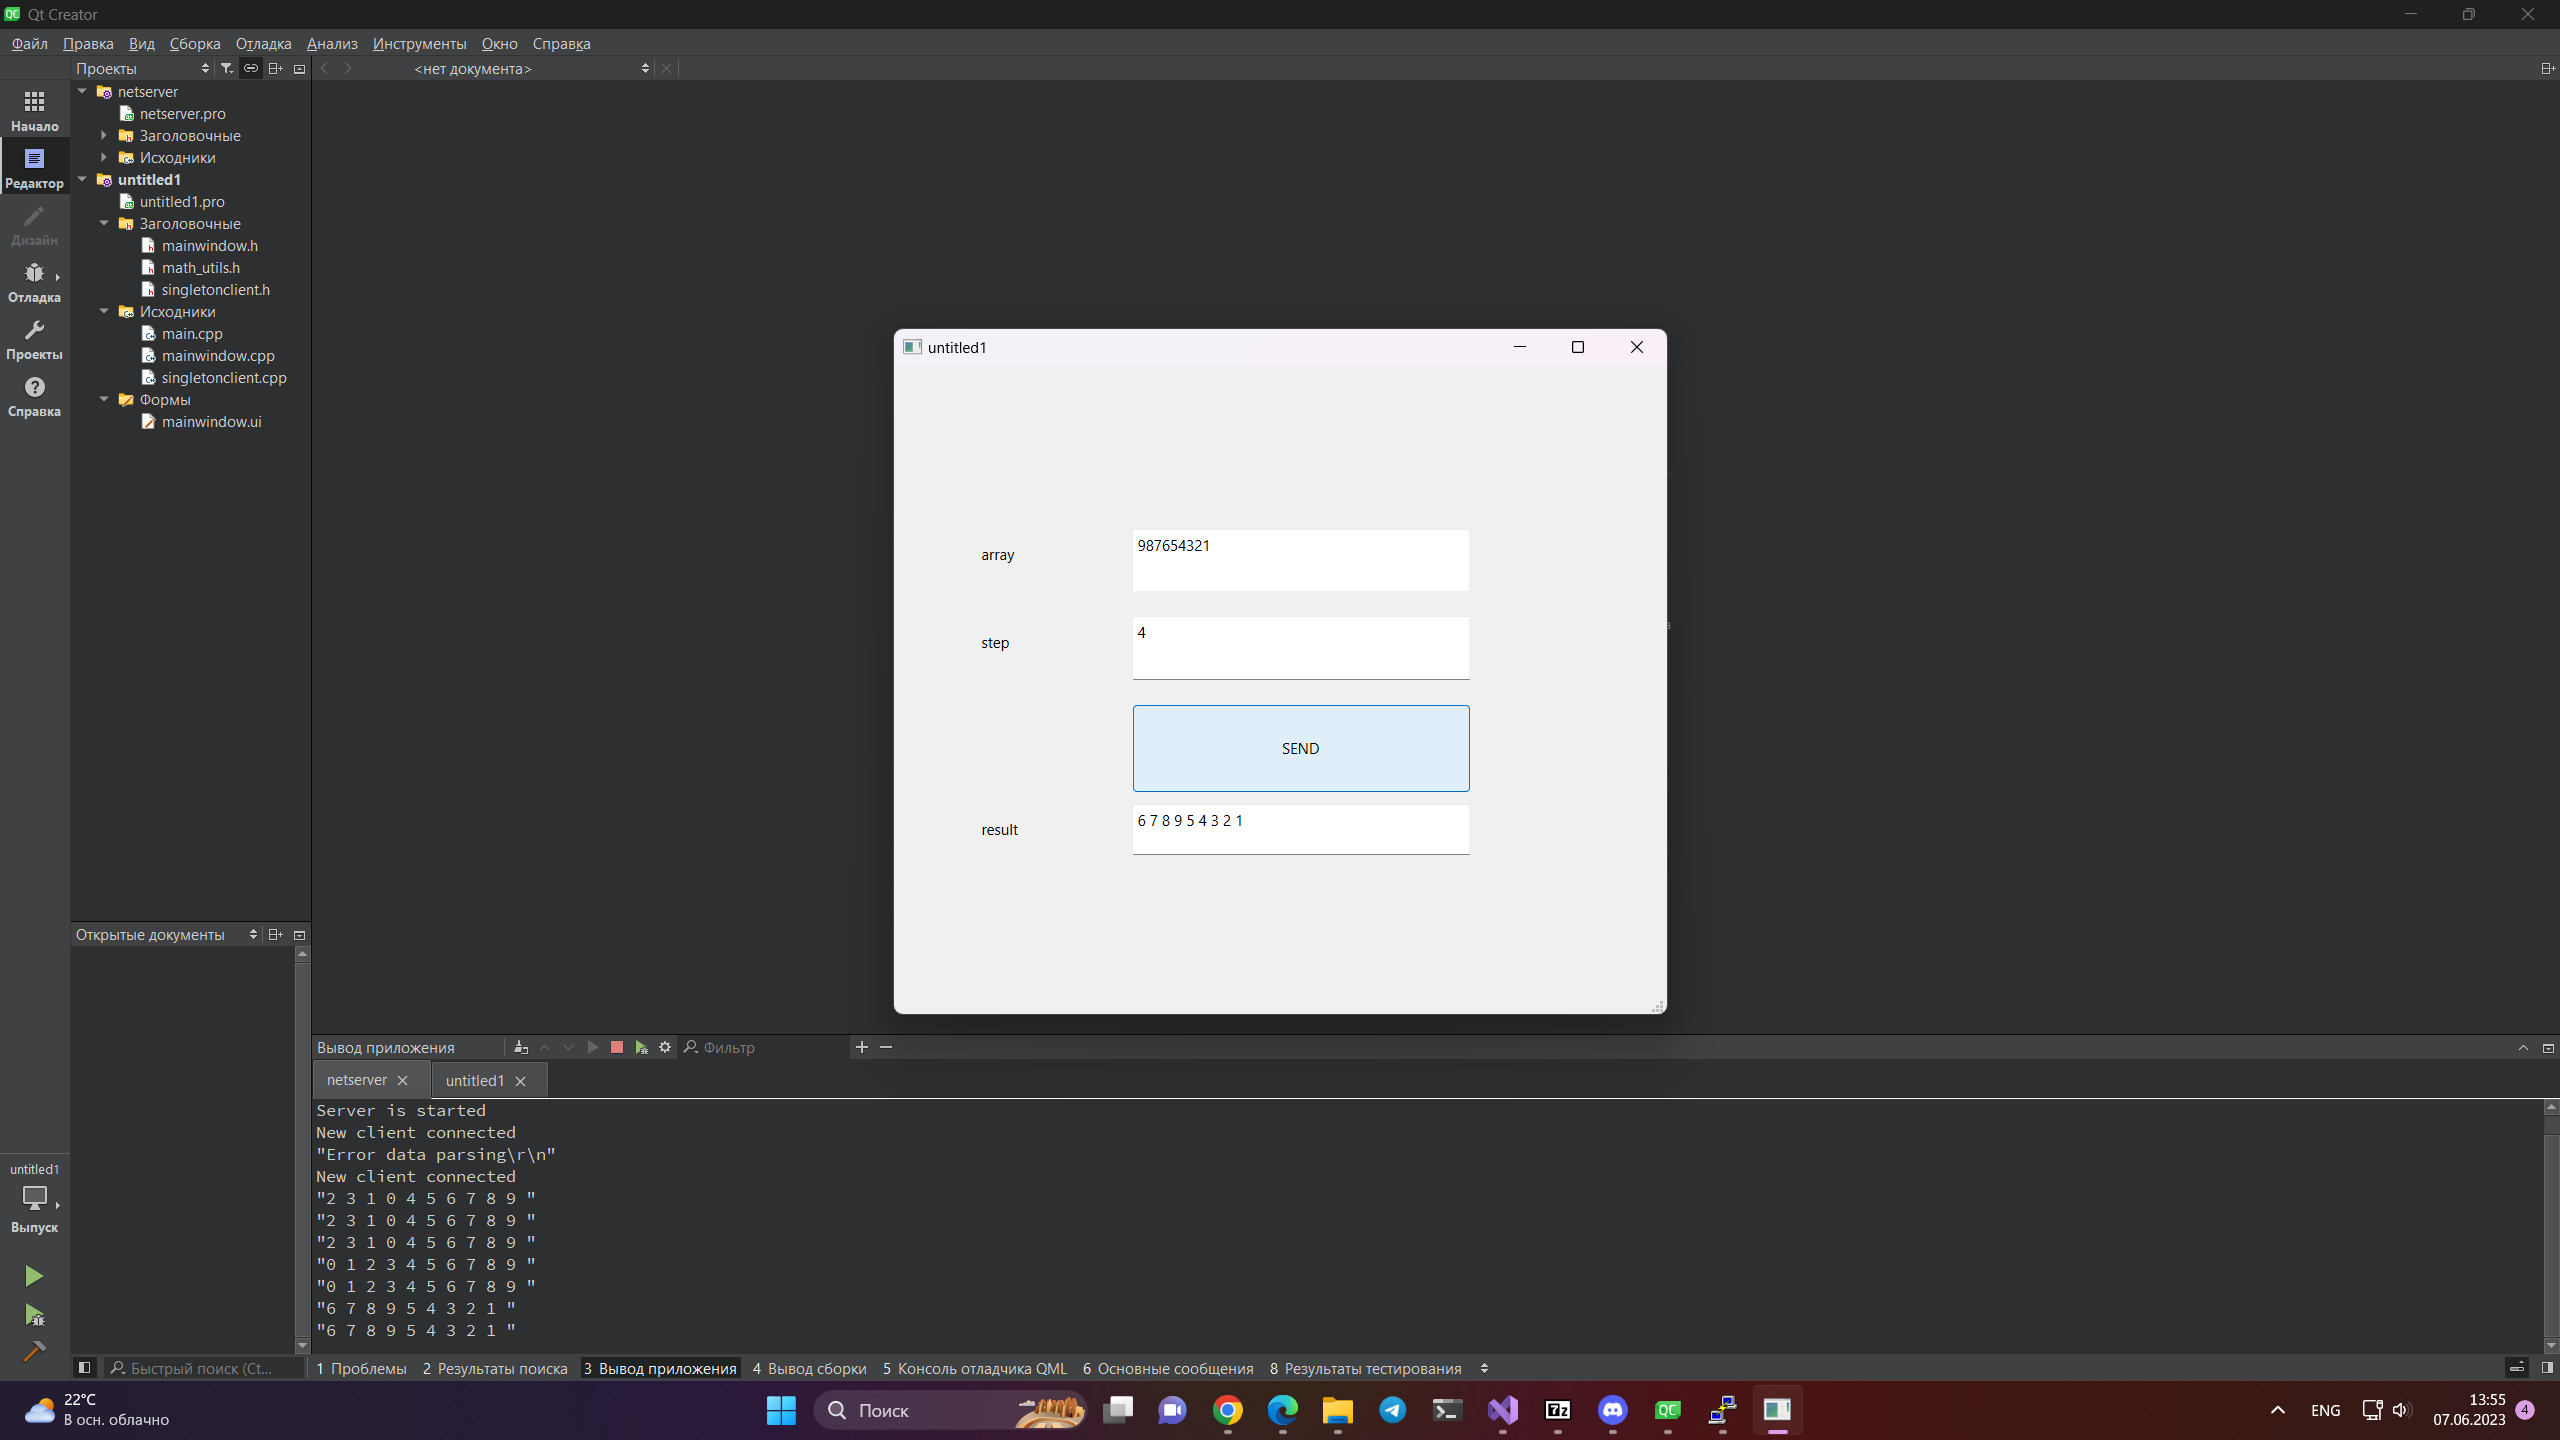 Qt Creator
Файл Правка Вид Сборка Отладка Анализ Инструменты Окно Справка
Проекты
<нет документа>
Начало
Редактор
Дизайн
Отладка
Проекты
Справка
netserver
netserver.pro
Заголовочные
Исходники
untitled1
untitled1.pro
Заголовочные
mainwindow.h
math_utils.h
singletonclient.h
Исходники
main.cpp
mainwindow.cpp
singletonclient.cpp
Формы
mainwindow.ui
untitled1
array
987654321
step
4
SEND
result
6 7 8 9 5 4 3 2 1
Открытые документы
Вывод приложения
Фильтр
netserver
untitled1
Server is started
New client connected
"Error data parsing\r\n"
New client connected
"2 3 1 0 4 5 6 7 8 9 "
"2 3 1 0 4 5 6 7 8 9 "
"2 3 1 0 4 5 6 7 8 9 "
"0 1 2 3 4 5 6 7 8 9 "
"0 1 2 3 4 5 6 7 8 9 "
"6 7 8 9 5 4 3 2 1 "
"6 7 8 9 5 4 3 2 1 "
untitled1
Выпуск
Быстрый поиск (Ct...
1 Проблемы 2 Результаты поиска 3 Вывод приложения 4 Вывод сборки 5 Консоль отладчика QML 6 Основные сообщения 8 Результаты тестирования
22°C
В осн. облачно
Поиск
ENG
13:55
07.06.2023
4